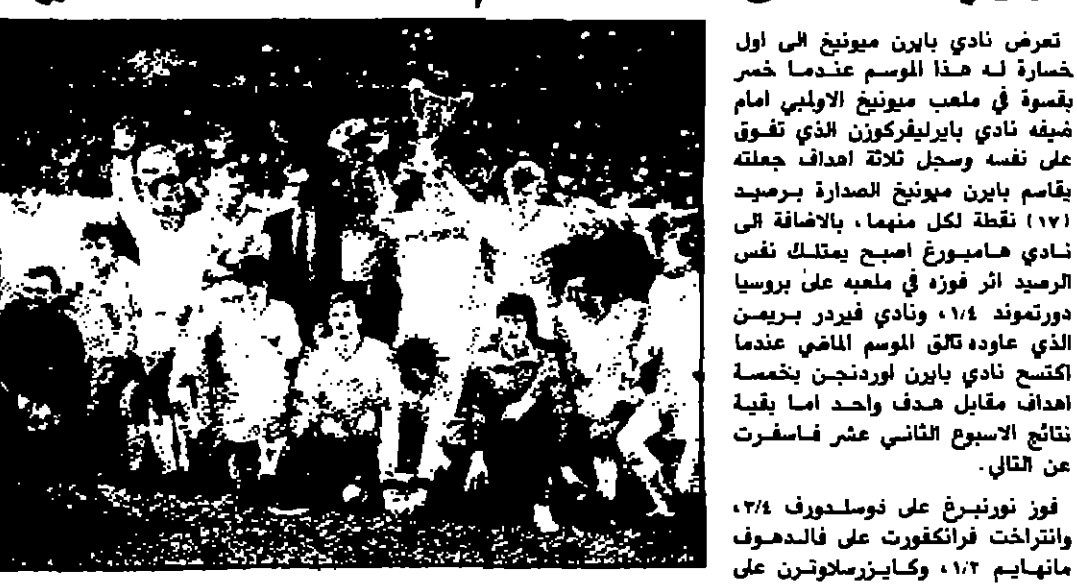 تعرض نادي بايرن ميونيخ الى اول
خسارة له هذا الموسم عندما خسر
بقسوة في ملعب ميونيخ الاولمبي امام
ضيفه نادي بايرليفركوزن الذي تفوق
على نفسه وسجل ثلاثة اهداف جعلته
يقاسم بايرن ميونيخ الصدارة برصيد
(١٧) نقطة لكل منهما، بالاضافة الى
نادي هامبورغ اصبح يمتلك نفس
الرصيد اثر فوزه في ملعبه على بروسيا
دورتموند ١/٤، ونادي فيردر بريمن
الذي عاوده تالق الموسم الماضي عندما
اكتسح نادي بايرن اوردنجن بخمسة
اهداف مقابل هدف واحد اما بقية
نتائج الاسبوع الثاني عشر فاسفرت
عن التالي.
فوز نورنبرغ على دوسلدورف ٣/٤،
وانتراخت فرانكفورت على فالدهوف
مانهايم ١/٣، وكايزرسلاوترن على